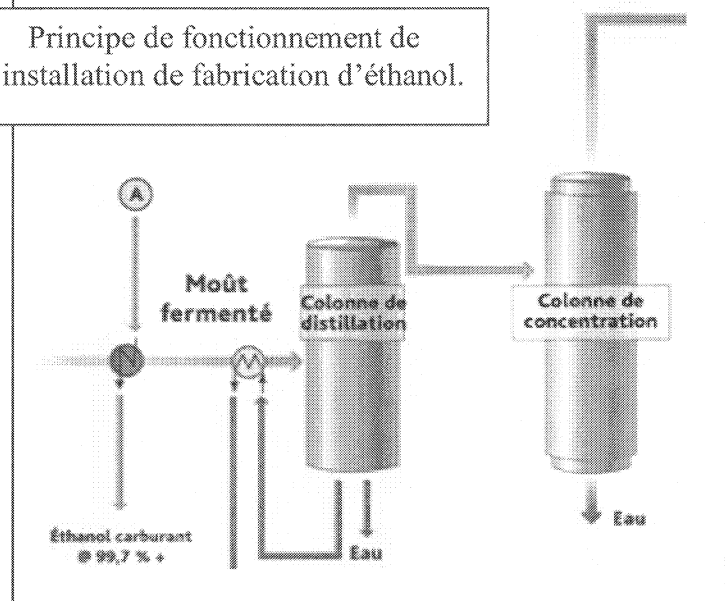 Principe de fonctionnement de
installation de fabrication d'éthanol.
A
Moût
fermenté
Colonne de
distillation
Colonne de
concentration
Éthanol carburant
@ 99,7 % +
Eau
Eau